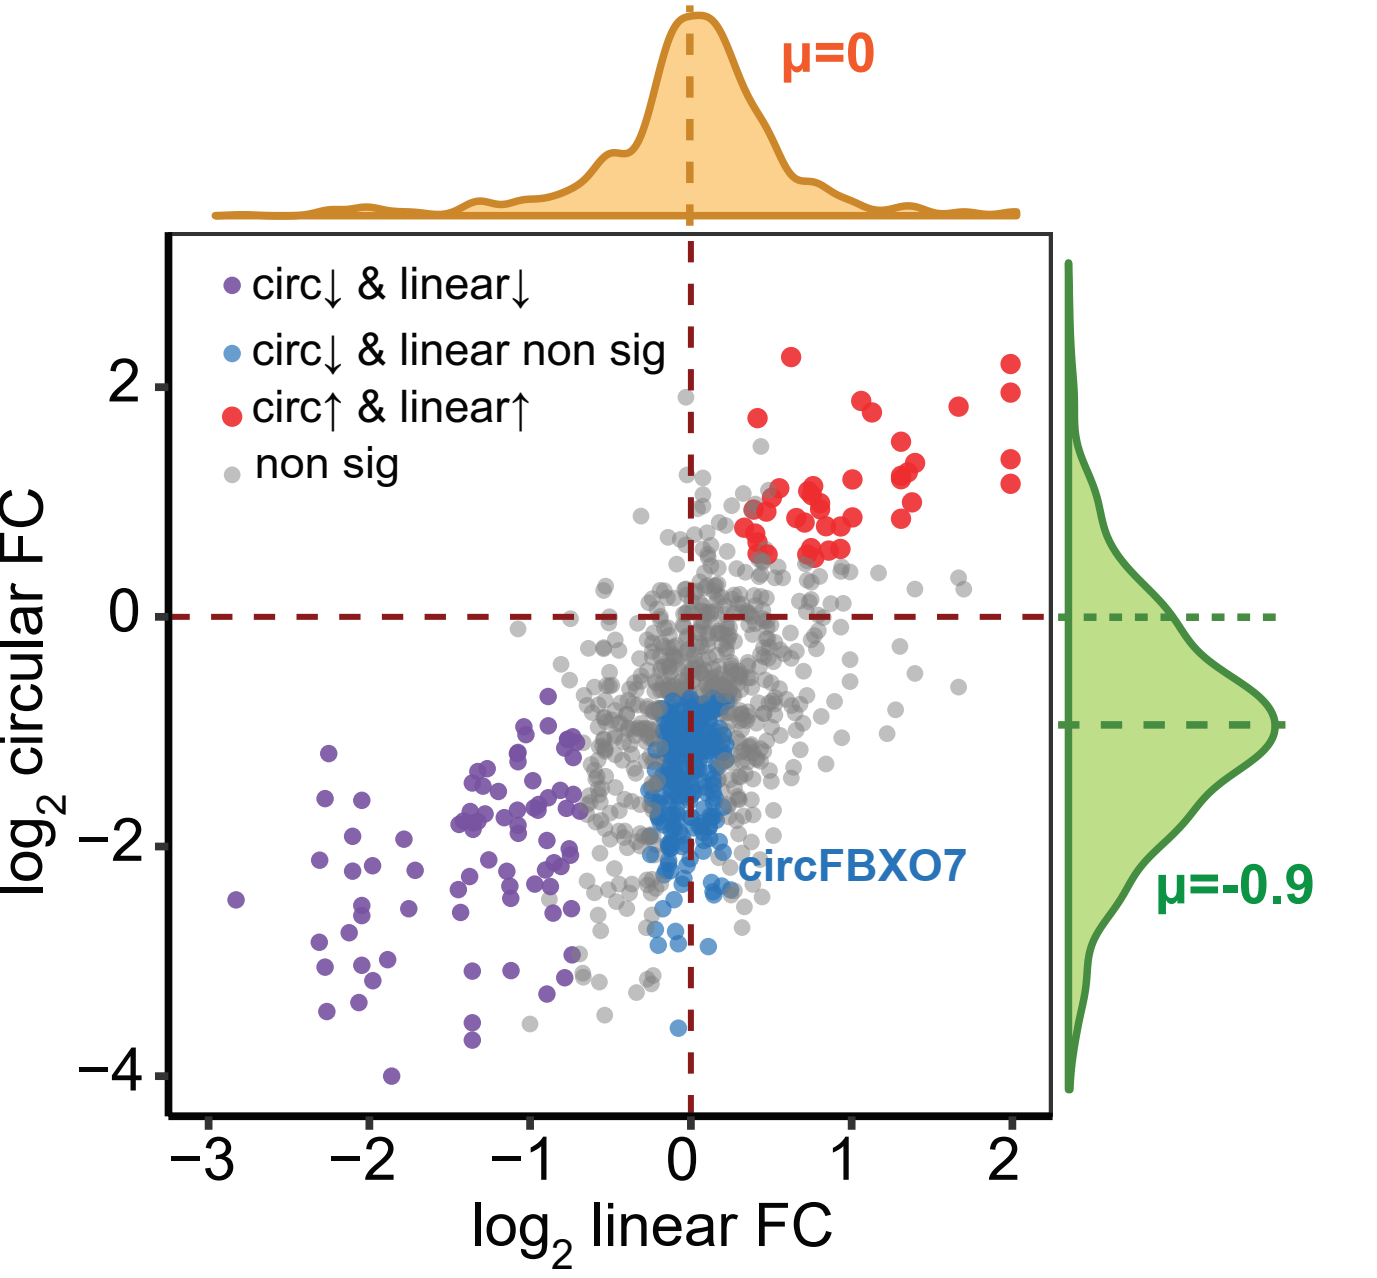 μ=0
circ↓ & linear↓
circ↓ & linear non sig
circ↑ & linear↑
non sig
2
0
−2
−4
log2 circular FC
circFBXO7
μ=-0.9
−3 −2 −1 0 1 2
log2 linear FC